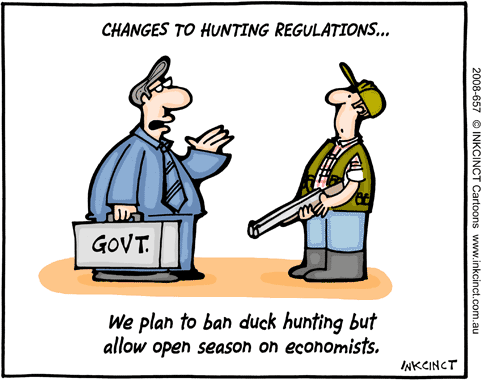 CHANGES TO HUNTING REGULATIONS...
GOVT.
We plan to ban duck hunting but
allow open season on economists.
INKCINCT
2008-657 © INKCINCT Cartoons www.inkcinct.com.au